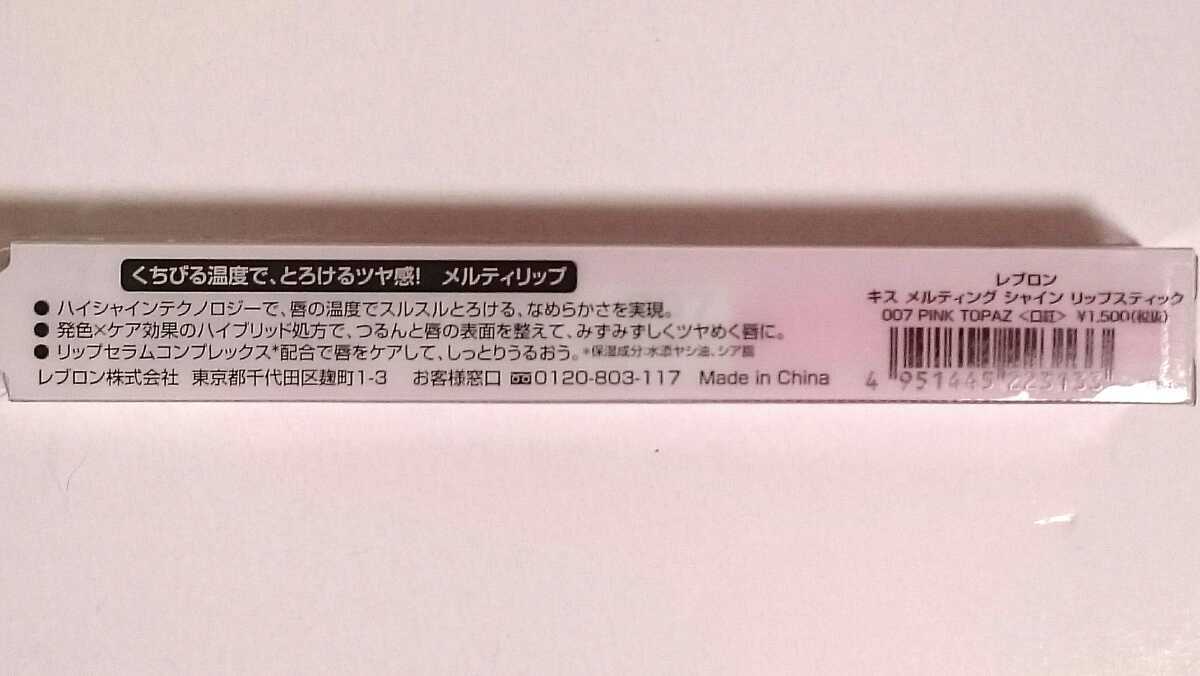 くちびる温度で、とろけるツヤ感! メルティリップ
● ハイシャインテクノロジーで、唇の温度でスルスルとろける、なめらかさを実現。
● 発色×ケア効果のハイブリッド処方で、つるんと唇の表面を整えて、みずみずしくツヤめく唇に。
● リップセラムコンプレックス*配合で唇をケアして、しっとりうるおう。*保湿成分:水添ヤシ油、シア脂
レブロン株式会社 東京都千代田区麹町1-3 お客様窓口 0120-803-117 Made in China
レブロン
キス メルティング シャイン リップスティック
007 PINK TOPAZ <口紅> ¥1,500(税抜)
4 951445 223133